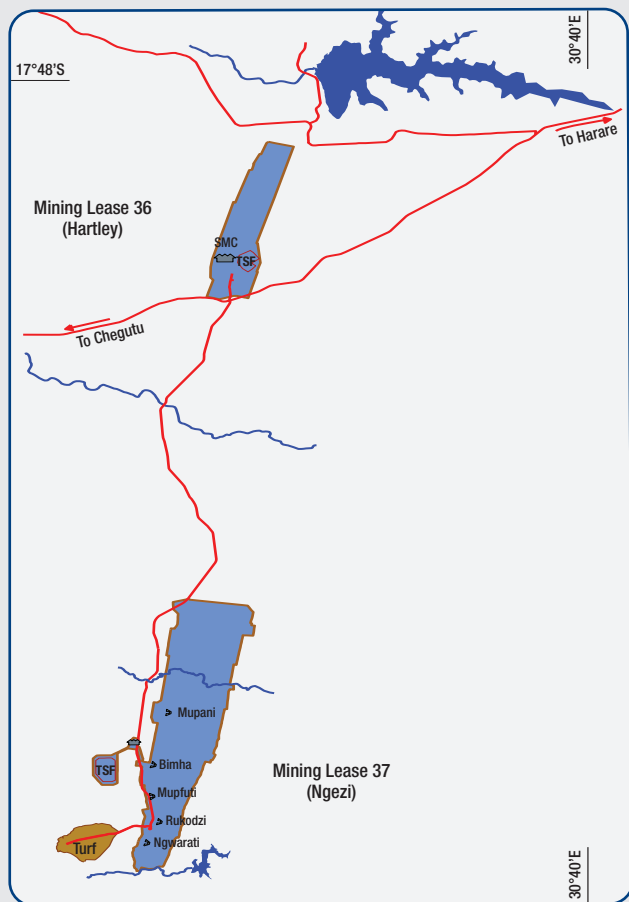 30°40'E
17°48'S
To Harare
Mining Lease 36
(Hartley)
SMC
TSF
To Chegutu
Mupani
TSF
Bimha
Mining Lease 37
(Ngezi)
Mupfuti
Rukodzi
Turf
Ngwarati
30°40'E